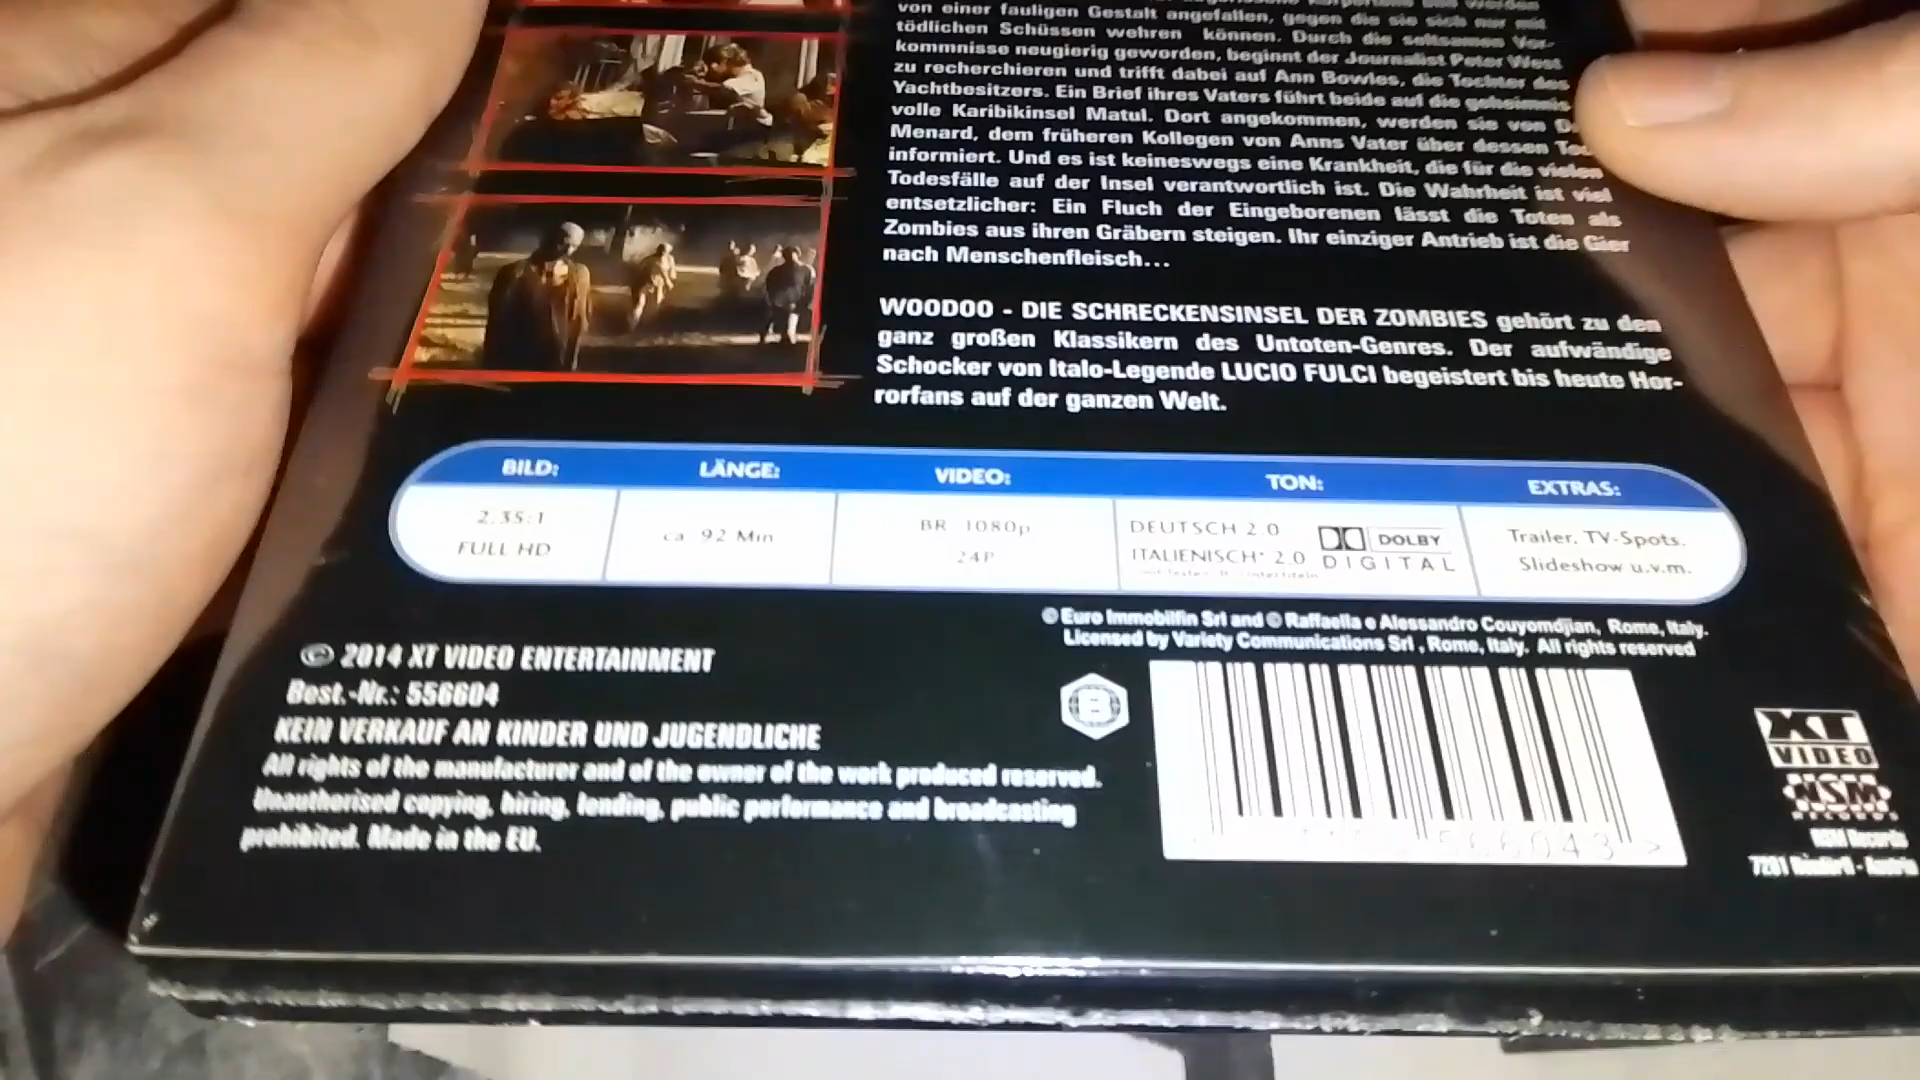 von einer fauligen Gestalt angefallen, gegen die sie sich nur mit
tödlichen Schüssen wehren können. Durch die seltsamen Vor-
kommnisse neugierig geworden, beginnt der Journalist Peter West
zu recherchieren und trifft dabei auf Ann Bowles, die Tochter des
Yachtbesitzers. Ein Brief ihres Vaters führt beide auf die geheimnis-
volle Karibikinsel Matul. Dort angekommen, werden sie von
Menard, dem früheren Kollegen von Anns Vater über dessen
informiert. Und es ist keineswegs eine Krankheit, die für die vielen
Todesfälle auf der Insel verantwortlich ist. Die Wahrheit ist viel
entsetzlicher: Ein Fluch der Eingeborenen lässt die Toten als
Zombies aus ihren Gräbern steigen. Ihr einziger Antrieb ist die Gier
nach Menschenfleisch...
WOODOO - DIE SCHRECKENSINSEL DER ZOMBIES gehört zu den
ganz großen Klassikern des Untoten-Genres. Der aufwändige
Schocker von Italo-Legende LUCIO FULCI begeistert bis heute Hor-
rorfans auf der ganzen Welt.
BILD: LÄNGE: VIDEO: TON: EXTRAS:
2,35:1
FULL HD
ca. 92 Min
BR 1080p
24P
DEUTSCH 2.0
ITALIENISCH* 2.0
DOLBY
DIGITAL
Trailer, TV-Spots,
Slideshow u.v.m.
© Euro Immobilfin Srl and © Raffaella e Alessandro Couyomdjian, Rome, Italy.
Licensed by Variety Communications Srl, Rome, Italy. All rights reserved
© 2014 XT VIDEO ENTERTAINMENT
Best.-Nr.: 556604
KEIN VERKAUF AN KINDER UND JUGENDLICHE
All rights of the manufacturer and of the owner of the work produced reserved.
Unauthorised copying, hiring, lending, public performance and broadcasting
prohibited. Made in the EU.
B
566043 >
XT
VIDEO
NSM
RECORDS
NSM Records
7201 - Austria